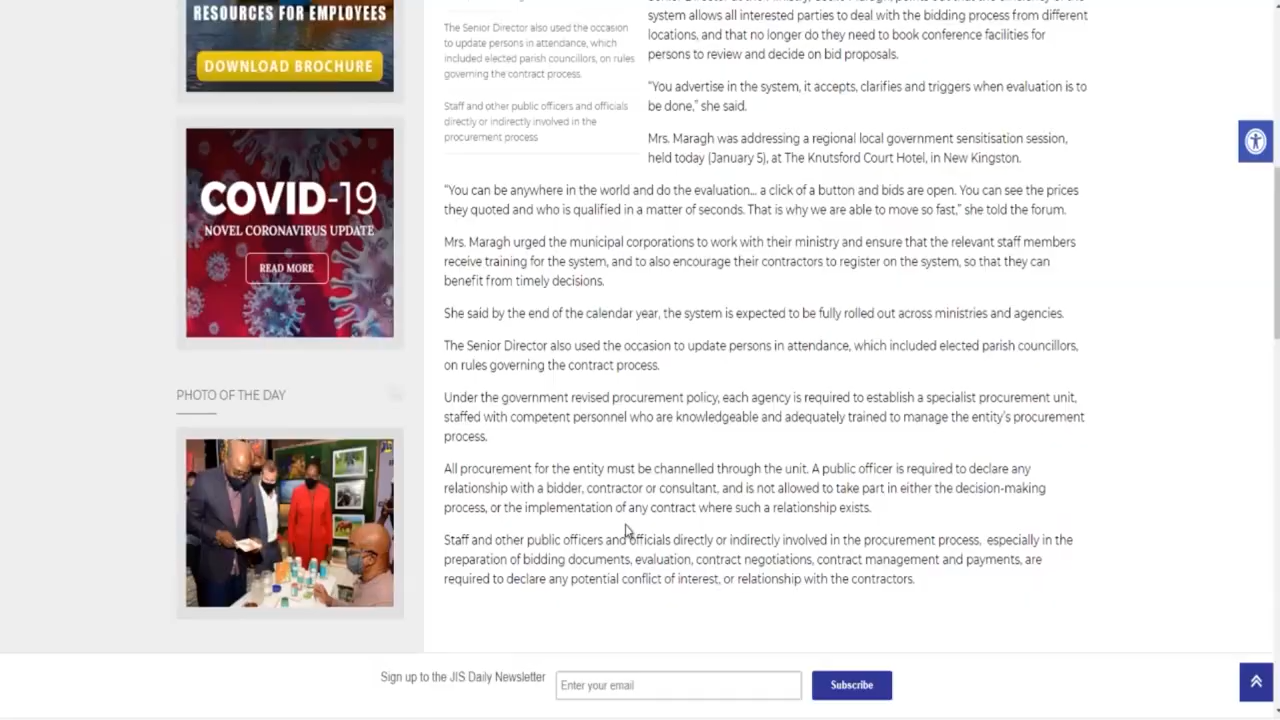 RESOURCES FOR EMPLOYEES
DOWNLOAD BROCHURE
COVID-19
NOVEL CORONAVIRUS UPDATE
READ MORE
PHOTO OF THE DAY
The Senior Director also used the occasion
to update persons in attendance, which
included elected parish councillors, on rules
governing the contract process.
Staff and other public officers and officials
directly or indirectly involved in the
procurement process
system allows all interested parties to deal with the bidding process from different
locations, and that no longer do they need to book conference facilities for
persons to review and decide on bid proposals.
“You advertise in the system, it accepts, clarifies and triggers when evaluation is to
be done,” she said.
Mrs. Maragh was addressing a regional local government sensitisation session,
held today (January 5), at The Knutsford Court Hotel, in New Kingston.
“You can be anywhere in the world and do the evaluation… a click of a button and bids are open. You can see the prices
they quoted and who is qualified in a matter of seconds. That is why we are able to move so fast,” she told the forum.
Mrs. Maragh urged the municipal corporations to work with their ministry and ensure that the relevant staff members
receive training for the system, and to also encourage their contractors to register on the system, so that they can
benefit from timely decisions.
She said by the end of the calendar year, the system is expected to be fully rolled out across ministries and agencies.
The Senior Director also used the occasion to update persons in attendance, which included elected parish councillors,
on rules governing the contract process.
Under the government revised procurement policy, each agency is required to establish a specialist procurement unit,
staffed with competent personnel who are knowledgeable and adequately trained to manage the entity’s procurement
process.
All procurement for the entity must be channelled through the unit. A public officer is required to declare any
relationship with a bidder, contractor or consultant, and is not allowed to take part in either the decision-making
process, or the implementation of any contract where such a relationship exists.
Staff and other public officers and officials directly or indirectly involved in the procurement process, especially in the
preparation of bidding documents, evaluation, contract negotiations, contract management and payments, are
required to declare any potential conflict of interest, or relationship with the contractors.
Sign up to the JIS Daily Newsletter
Enter your email
Subscribe